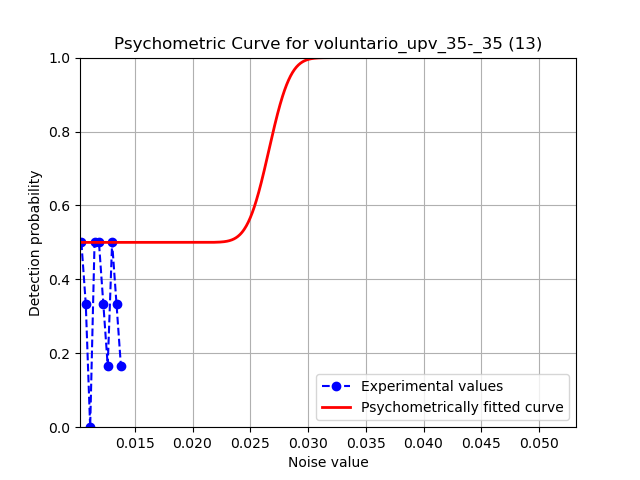 Psychometric Curve for voluntario_upv_35-_35 (13)
1.0
0.8
0.6
0.4
0.2
0.0
Detection probability
Experimental values
Psychometrically fitted curve
0.015 0.020 0.025 0.030 0.035 0.040 0.045 0.050
Noise value